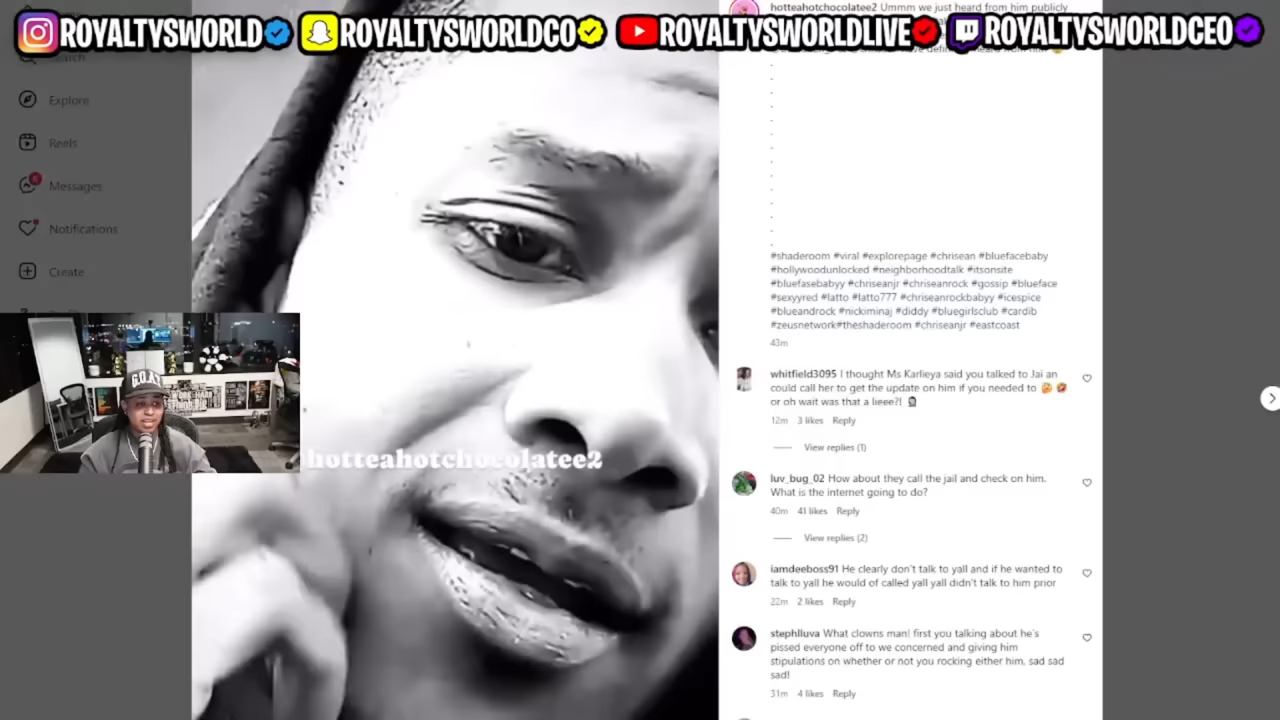 ROYALTYSWORLD ROYALTYSWORLDCO ROYALTYSWORLDLIVE ROYALTYSWORLDCEO
hotteahotchocolatee2 Ummm we just heard from him publicly
Search
Explore
Reels
Messages
Notifications
Create
#shaderoom #viral #explorepage #chrisean #bluefacebaby
#hollywoodunlocked #neighborhoodtalk #itsonsite
#bluefasebabyy #chriseanjr #chriseanrock #gossip #blueface
#sexyyred #latto #latto777 #chriseanrockbabyy #icespice
#blueandrock #nickiminaj #diddy #bluegirlsclub #cardib
#zeusnetwork#theshaderoom #chriseanjr #eastcoast
43m
whitfield3095 I thought Ms Karlieya said you talked to Jai an
could call her to get the update on him if you needed to
or oh wait was that a lieee?!
12m 3 likes Reply
View replies (1)
luv_bug_02 How about they call the jail and check on him.
What is the internet going to do?
40m 41 likes Reply
View replies (2)
iamdeeboss91 He clearly don't talk to yall and if he wanted to
talk to yall he would of called yall yall didn't talk to him prior
22m 2 likes Reply
stephlluva What clowns man! first you talking about he's
pissed everyone off to we concerned and giving him
stipulations on whether or not you rocking either him, sad sad
sad!
31m 4 likes Reply
hotteahotchocolatee2
G.O.A.T